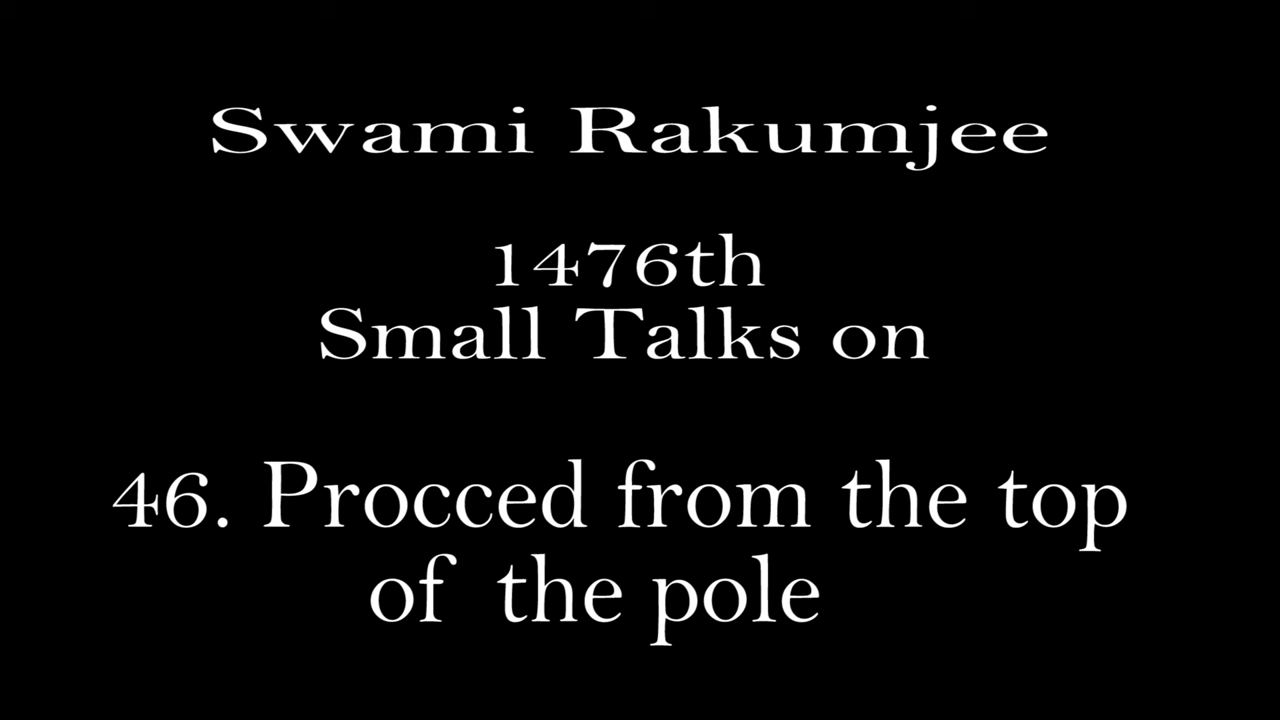 Swami Rakumjee
1476th
Small Talks on
46. Procced from the top
of the pole